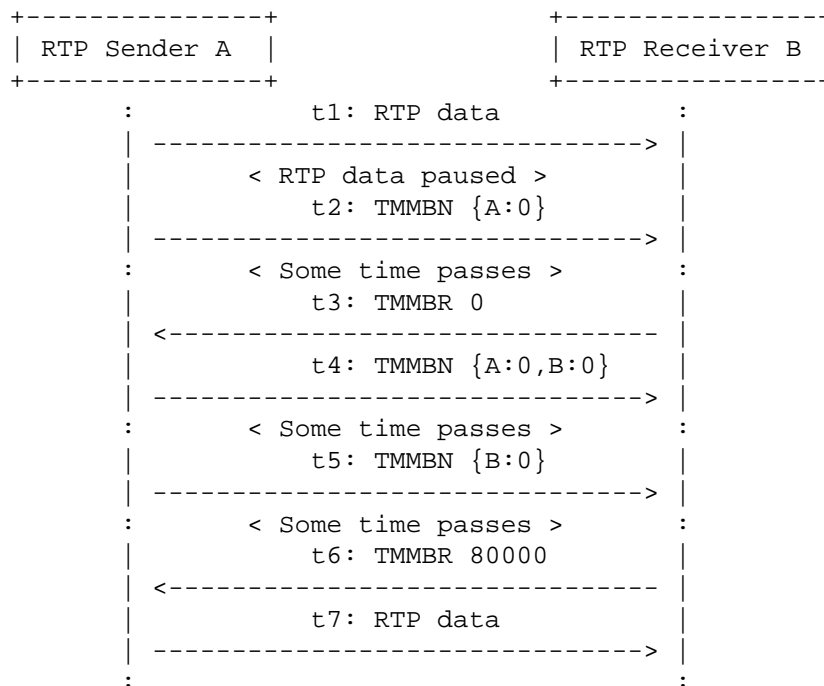 RTP Sender A RTP Receiver B
t1: RTP data
< RTP data paused >
t2: TMMBN {A:0}
< Some time passes >
t3: TMMBR 0
t4: TMMBN {A:0,B:0}
< Some time passes >
t5: TMMBN {B:0}
< Some time passes >
t6: TMMBR 80000
t7: RTP data